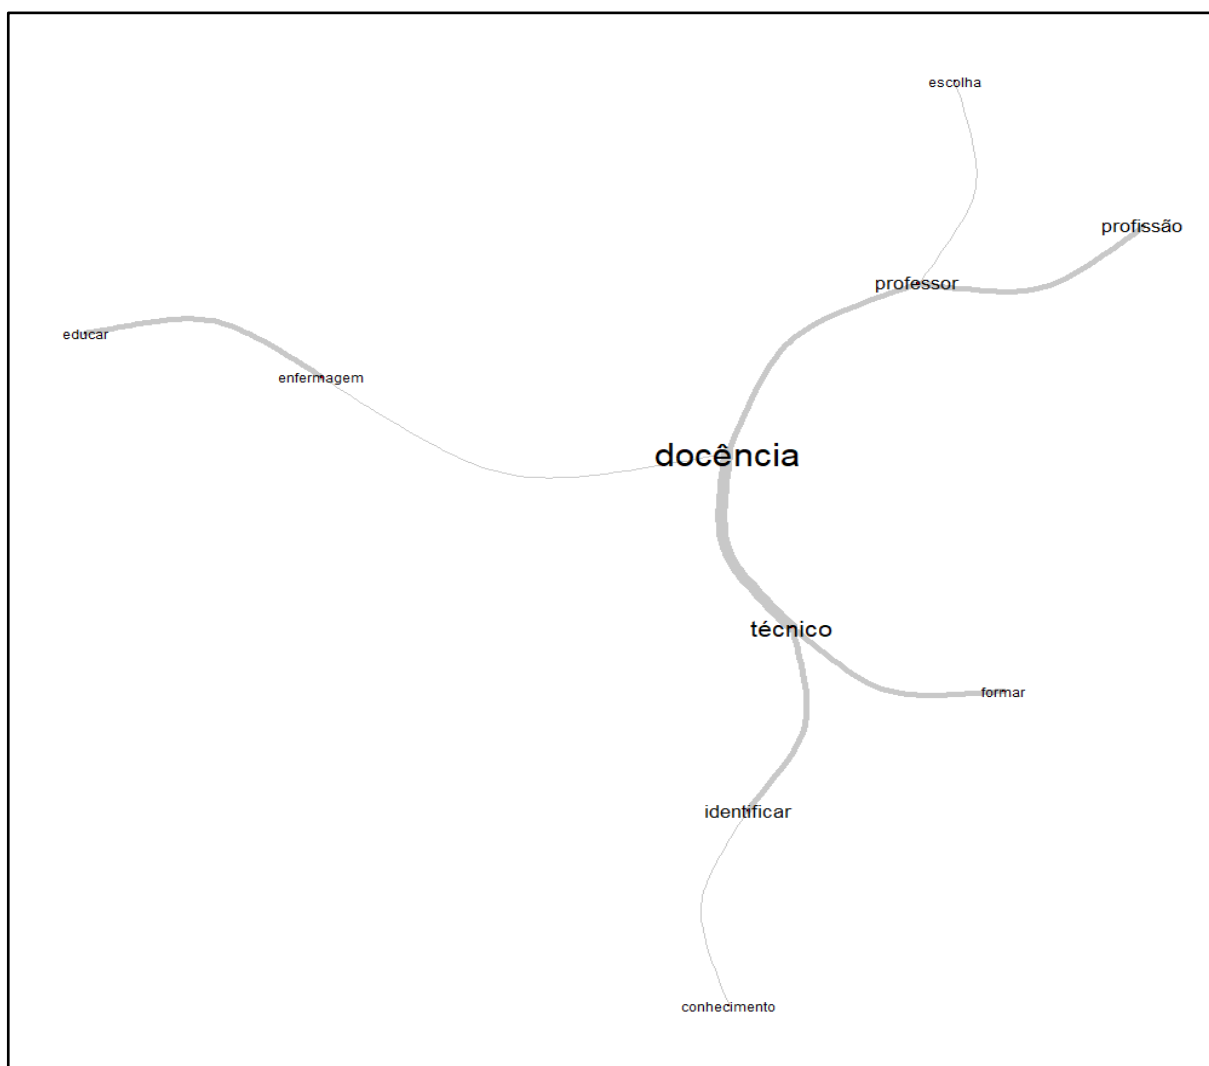 escolha
profissão
professor
educar
enfermagem
docência
técnico
formar
identificar
conhecimento